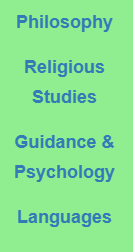 Philosophy
Religious
Studies
Guidance &
Psychology
Languages